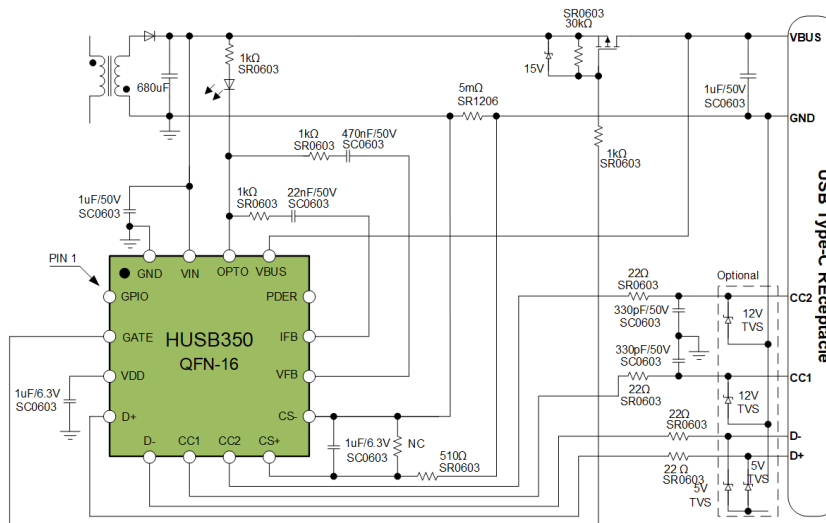 SR0603
30kΩ
VBUS
1kΩ
SR0603
680uF
15V
5mΩ
SR1206
1uF/50V
SC0603
GND
1kΩ
SR0603
470nF/50V
SC0603
1kΩ
SR0603
1uF/50V
SC0603
1kΩ
SR0603
22nF/50V
SC0603
USB Type-C REceptacle
PIN 1
GND
VIN
OPTO
VBUS
GPIO
PDER
GATE
HUSB350
QFN-16
IFB
VDD
VFB
D+
CS-
D-
CC1
CC2
CS+
1uF/6.3V
SC0603
1uF/6.3V
SC0603
NC
510Ω
SR0603
22Ω
SR0603
Optional
330pF/50V
SC0603
12V
TVS
CC2
330pF/50V
SC0603
22Ω
SR0603
12V
TVS
CC1
22Ω
SR0603
D-
22 Ω
SR0603
5V
TVS
5V
TVS
D+